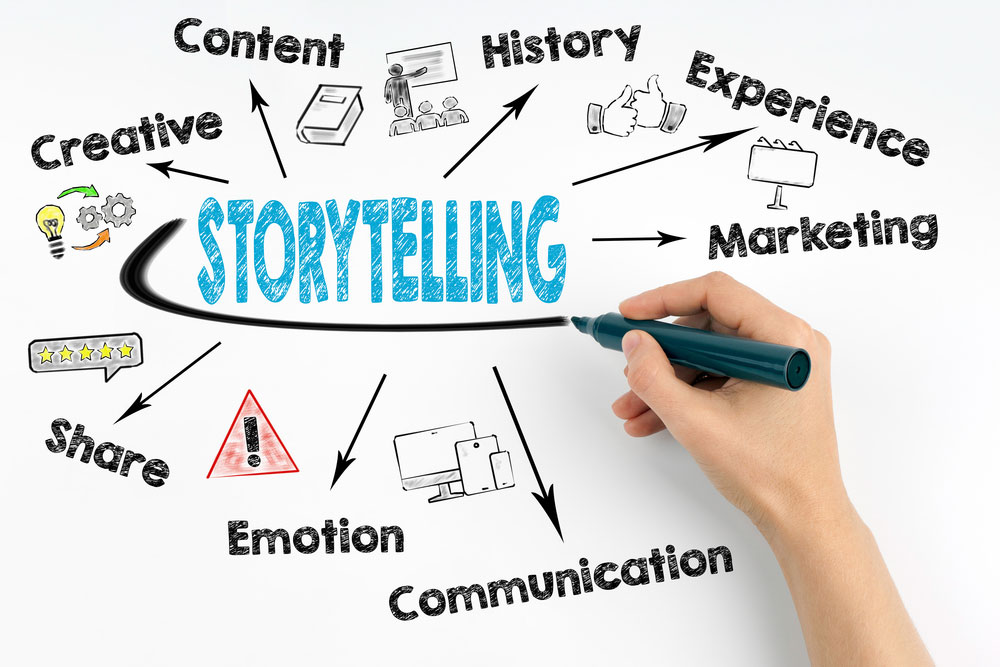 Content
History
Experience
Creative
STORYTELLING
Marketing
Share
Emotion
Communication